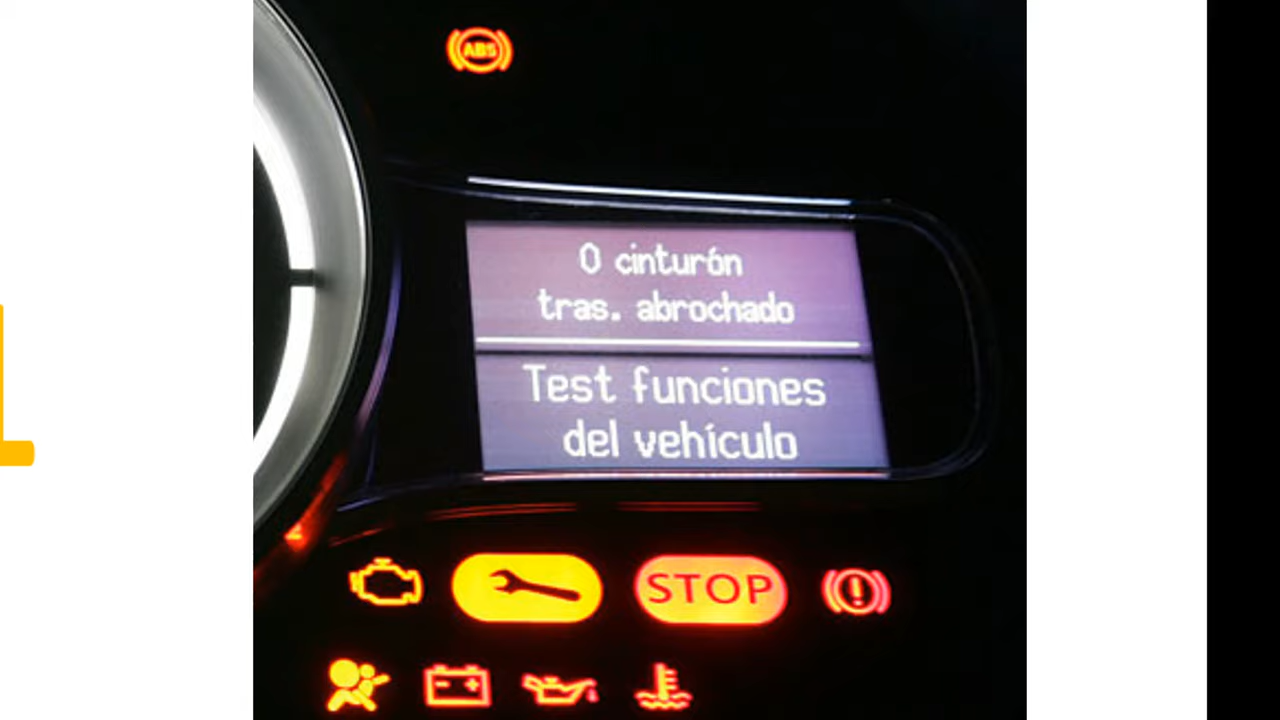 ABS
0 cinturón
tras. abrochado
Test funciones
del vehículo
STOP